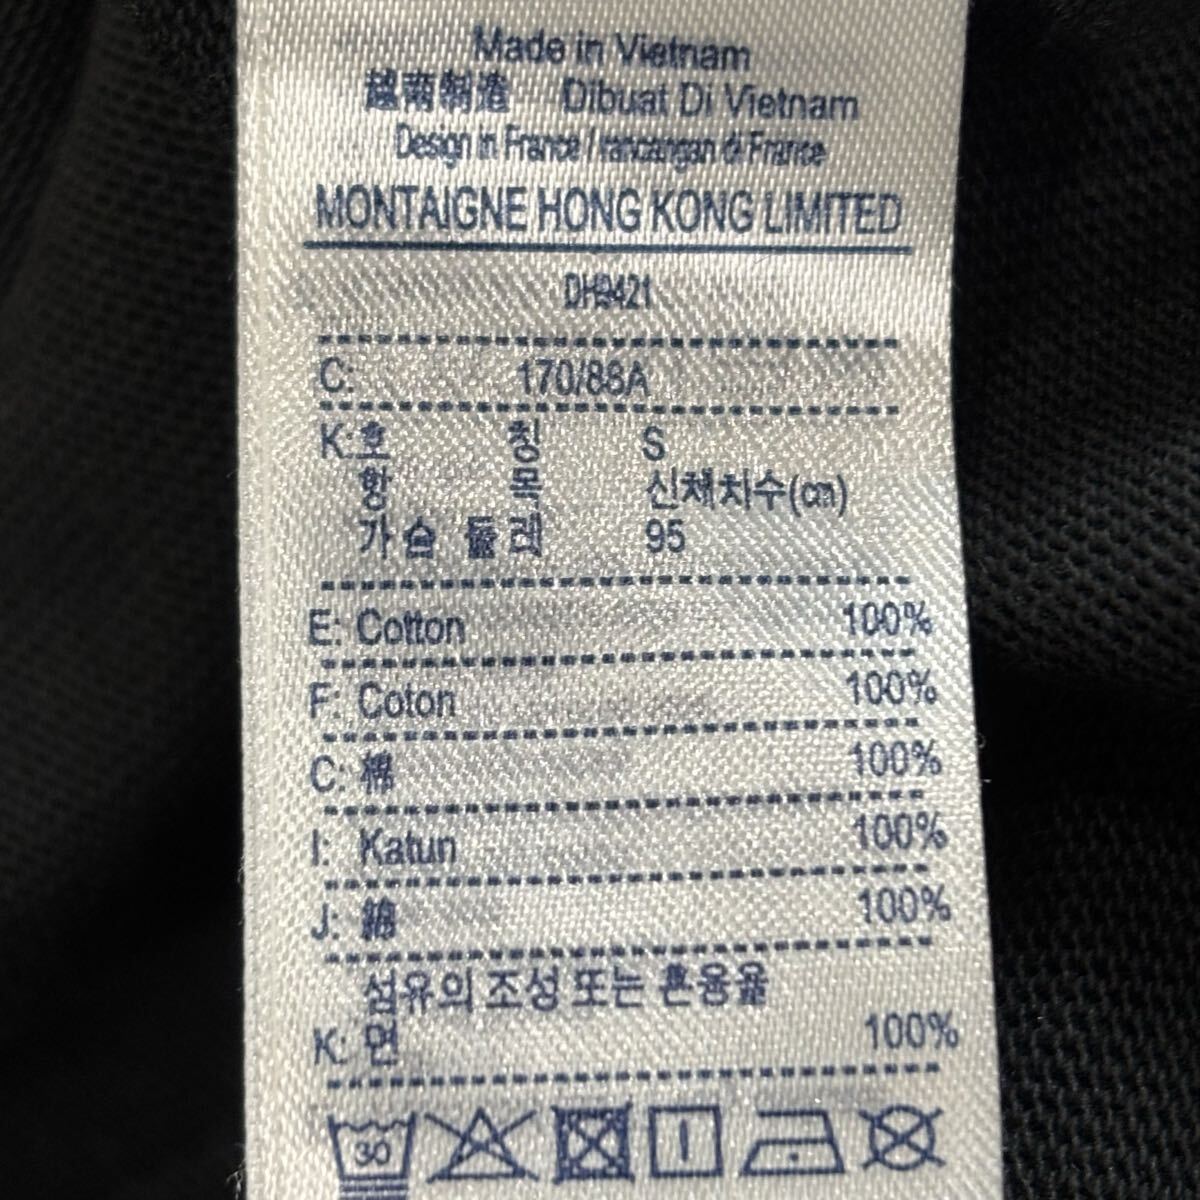 Made in Vietnam
越南制造 Dibuat Di Vietnam
Design in France / rancangan di France
MONTAIGNE HONG KONG LIMITED
DH9421
C: 170/88A
K: 호 칭 S
항 목 신체치수(cm)
가슴 둘레 95
E: Cotton 100%
F: Coton 100%
C: 棉 100%
I: Katun 100%
J: 綿 100%
섬유의 조성 또는 혼용율
K: 면 100%
30